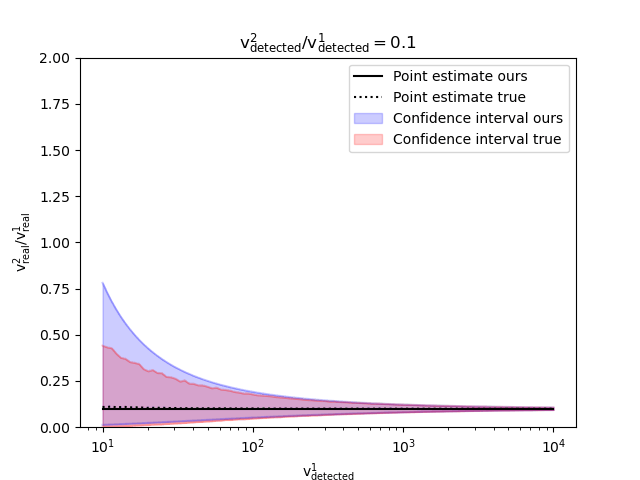 v²detected/v¹detected = 0.1
2.00
1.75
1.50
1.25
1.00
0.75
0.50
0.25
0.00
v²real/v¹real
Point estimate ours
Point estimate true
Confidence interval ours
Confidence interval true
10¹
10²
10³
10⁴
v¹detected